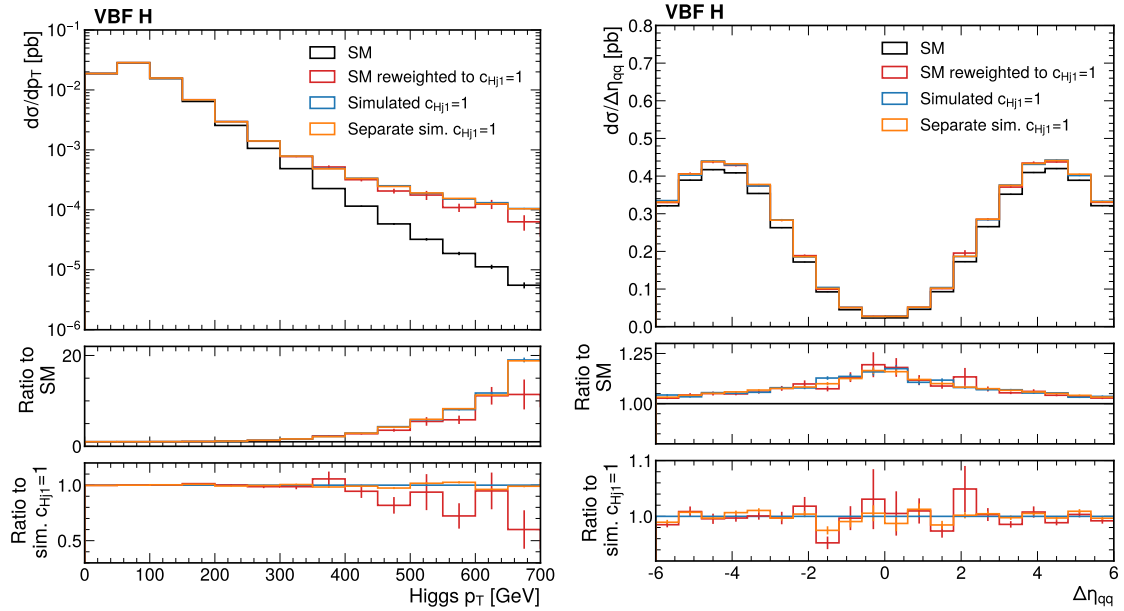 VBF H
dσ/dp_T [pb]
10⁻¹
10⁻²
10⁻³
10⁻⁴
10⁻⁵
10⁻⁶
SM
SM reweighted to c_Hj1=1
Simulated c_Hj1=1
Separate sim. c_Hj1=1
Ratio to
SM
20
0
Ratio to
sim. c_Hj1=1
1.0
0.5
0 100 200 300 400 500 600 700
Higgs p_T [GeV]
VBF H
dσ/Δη_qq [pb]
0.8
0.7
0.6
0.5
0.4
0.3
0.2
0.1
0.0
SM
SM reweighted to c_Hj1=1
Simulated c_Hj1=1
Separate sim. c_Hj1=1
Ratio to
SM
1.25
1.00
Ratio to
sim. c_Hj1=1
1.1
1.0
-6 -4 -2 0 2 4 6
Δη_qq